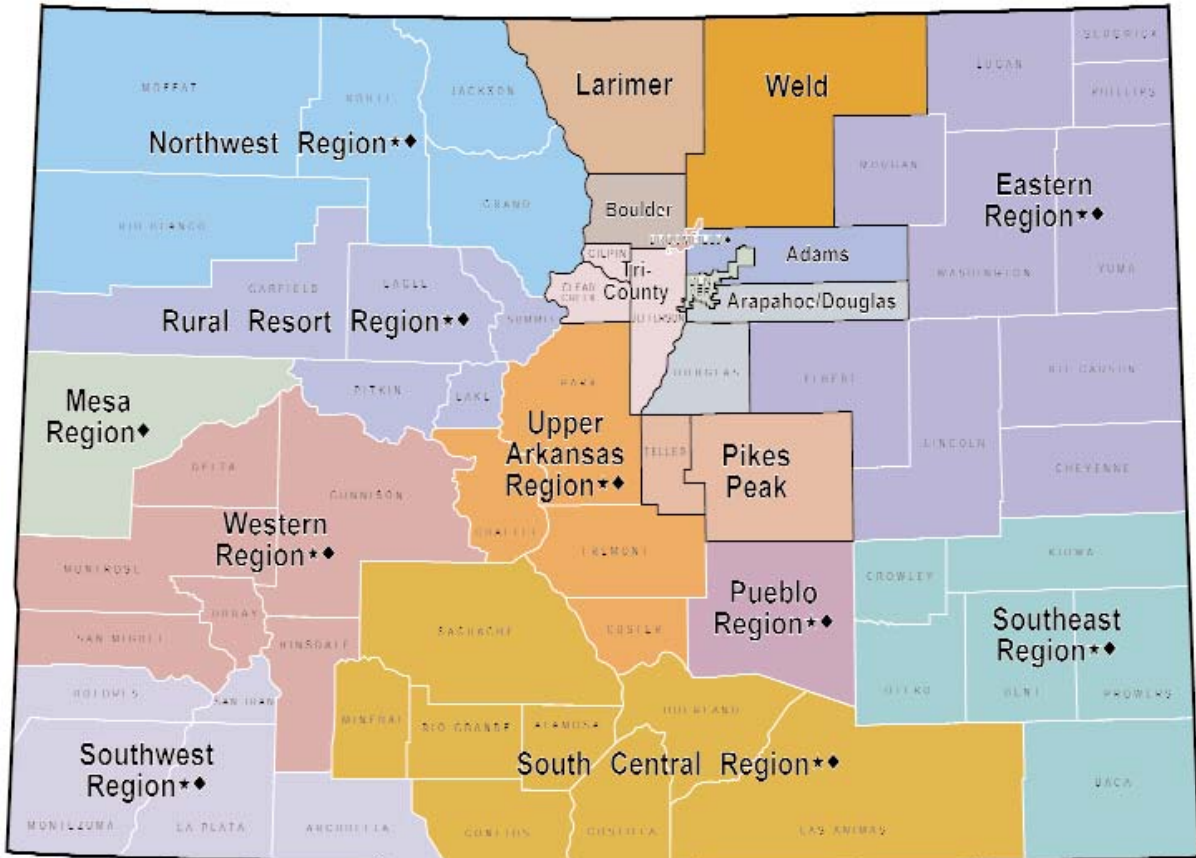 SEDGWICK
LOGAN
MOFFAT
ROUTT
JACKSON
Larimer
Weld
PHILLIPS
Northwest Region★◆
MORGAN
Eastern
Region★◆
GRAND
Boulder
RIO BLANCO
BROOMFIELD◆
GILPIN
Adams
Tri-
County
WASHINGTON
YUMA
EAGLE
GARFIELD
CLEAR
CREEK
Arapahoe/Douglas
Rural Resort Region★◆
SUMMIT
JEFFERSON
PITKIN
LAKE
PARK
DOUGLAS
ELBERT
KIT CARSON
Mesa
Region◆
Upper
Arkansas
Region★◆
TELLER
Pikes
Peak
LINCOLN
DELTA
CHEYENNE
GUNNISON
Western
Region★◆
CHAFFEE
FREMONT
KIOWA
MONTROSE
CROWLEY
Pueblo
Region★◆
OURAY
Southeast
Region★◆
SAN MIGUEL
HINSDALE
SAGUACHE
CUSTER
DOLORES
SAN JUAN
OTERO
BENT
PROWERS
MINERAL
RIO GRANDE
ALAMOSA
HUERFANO
Southwest
Region★◆
South Central Region★◆
BACA
MONTEZUMA
LA PLATA
ARCHULETA
CONEJOS
COSTILLA
LAS ANIMAS